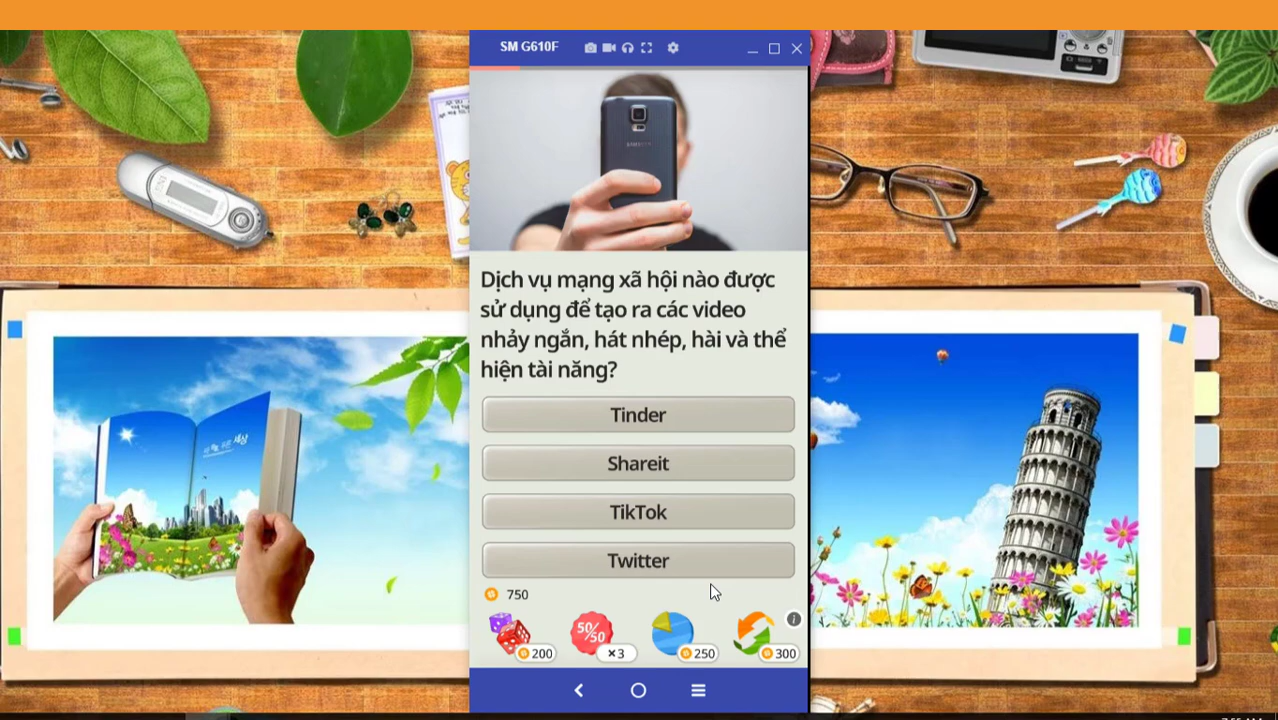 SM G610F
SAMSUNG
Dịch vụ mạng xã hội nào được
sử dụng để tạo ra các video
nhảy ngắn, hát nhép, hài và thể
hiện tài năng?
Tinder
Shareit
TikTok
Twitter
750
50/50
200
×3
250
i
300